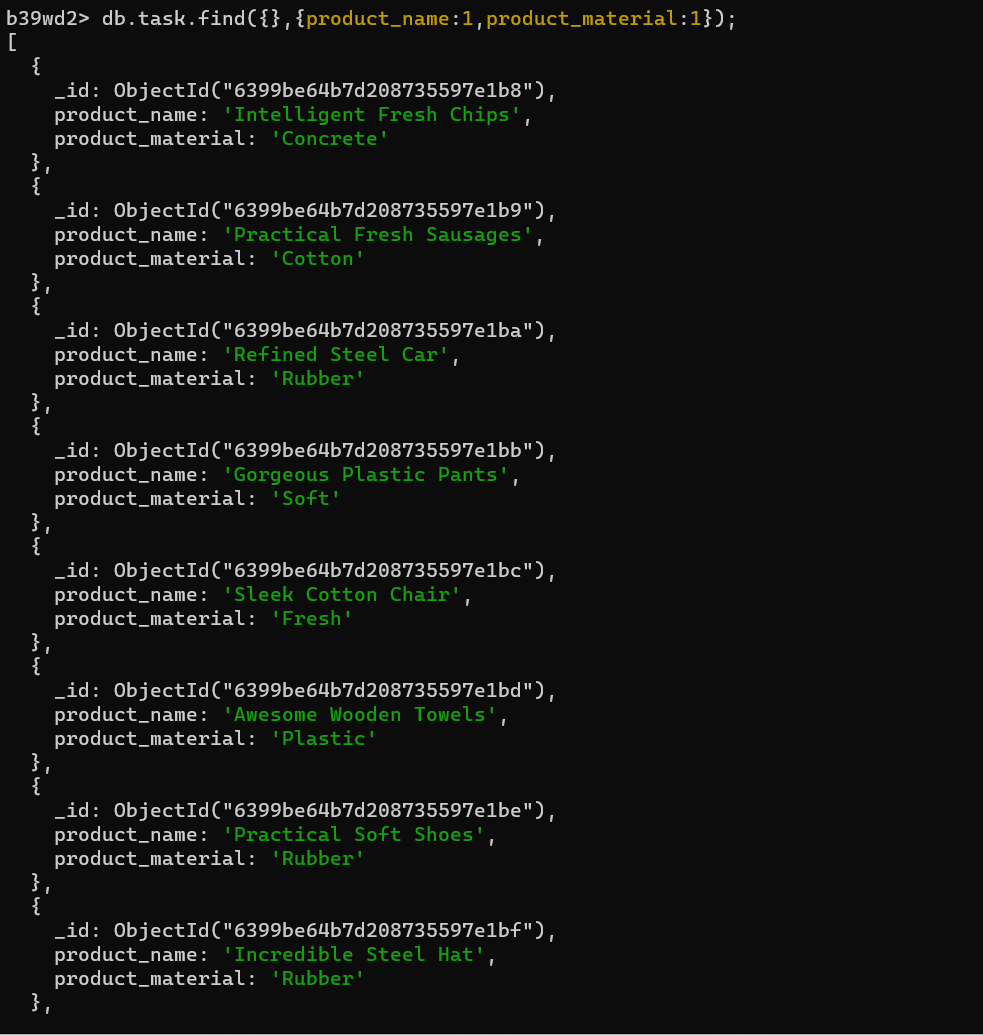 b39wd2> db.task.find({},{product_name:1,product_material:1});
[
  {
    _id: ObjectId("6399be64b7d208735597e1b8"),
    product_name: 'Intelligent Fresh Chips',
    product_material: 'Concrete'
  },
  {
    _id: ObjectId("6399be64b7d208735597e1b9"),
    product_name: 'Practical Fresh Sausages',
    product_material: 'Cotton'
  },
  {
    _id: ObjectId("6399be64b7d208735597e1ba"),
    product_name: 'Refined Steel Car',
    product_material: 'Rubber'
  },
  {
    _id: ObjectId("6399be64b7d208735597e1bb"),
    product_name: 'Gorgeous Plastic Pants',
    product_material: 'Soft'
  },
  {
    _id: ObjectId("6399be64b7d208735597e1bc"),
    product_name: 'Sleek Cotton Chair',
    product_material: 'Fresh'
  },
  {
    _id: ObjectId("6399be64b7d208735597e1bd"),
    product_name: 'Awesome Wooden Towels',
    product_material: 'Plastic'
  },
  {
    _id: ObjectId("6399be64b7d208735597e1be"),
    product_name: 'Practical Soft Shoes',
    product_material: 'Rubber'
  },
  {
    _id: ObjectId("6399be64b7d208735597e1bf"),
    product_name: 'Incredible Steel Hat',
    product_material: 'Rubber'
  },